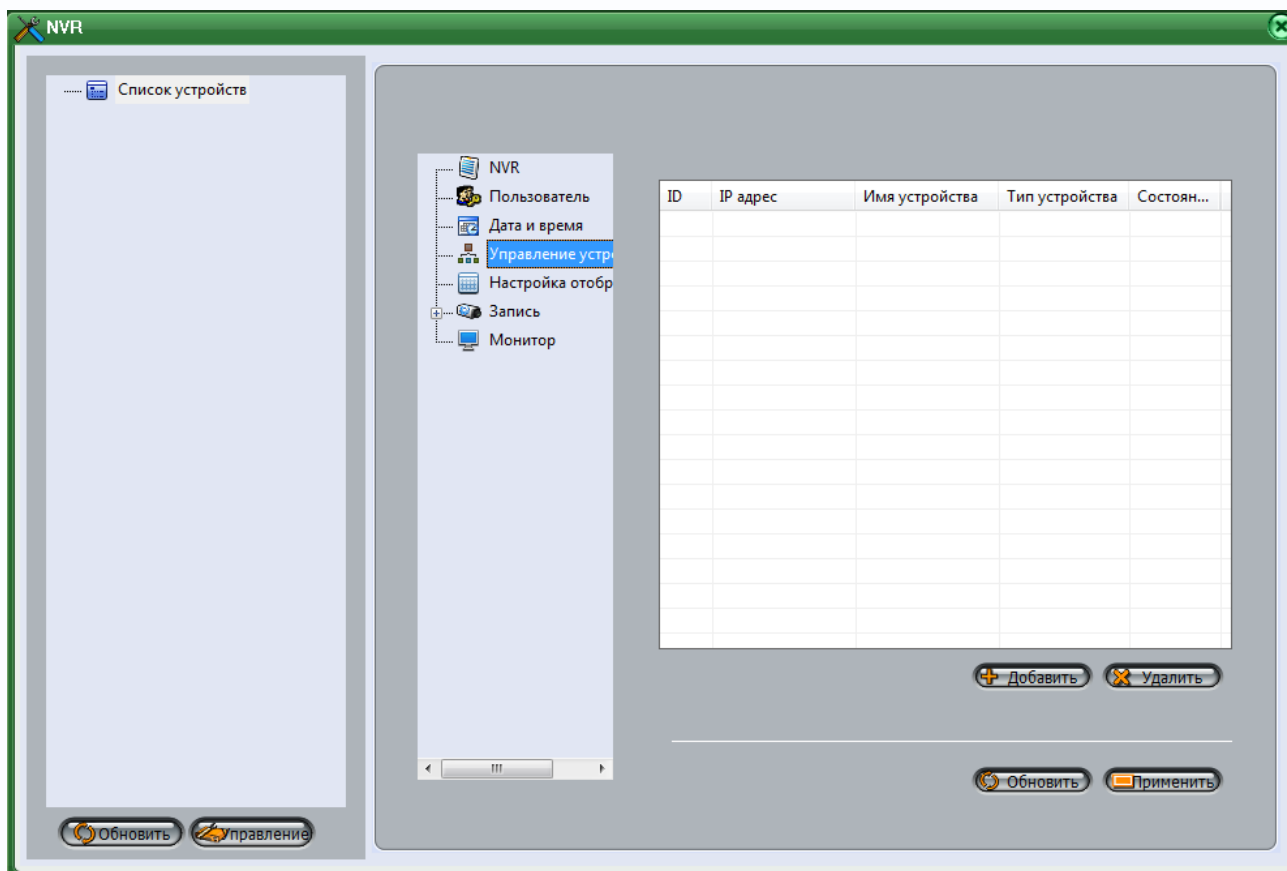 NVR
Список устройств
NVR
Пользователь
Дата и время
Управление устр
Настройка отобр
Запись
Монитор
ID IP адрес Имя устройства Тип устройства Состоян...
Добавить Удалить
Обновить Применить
Обновить Управление